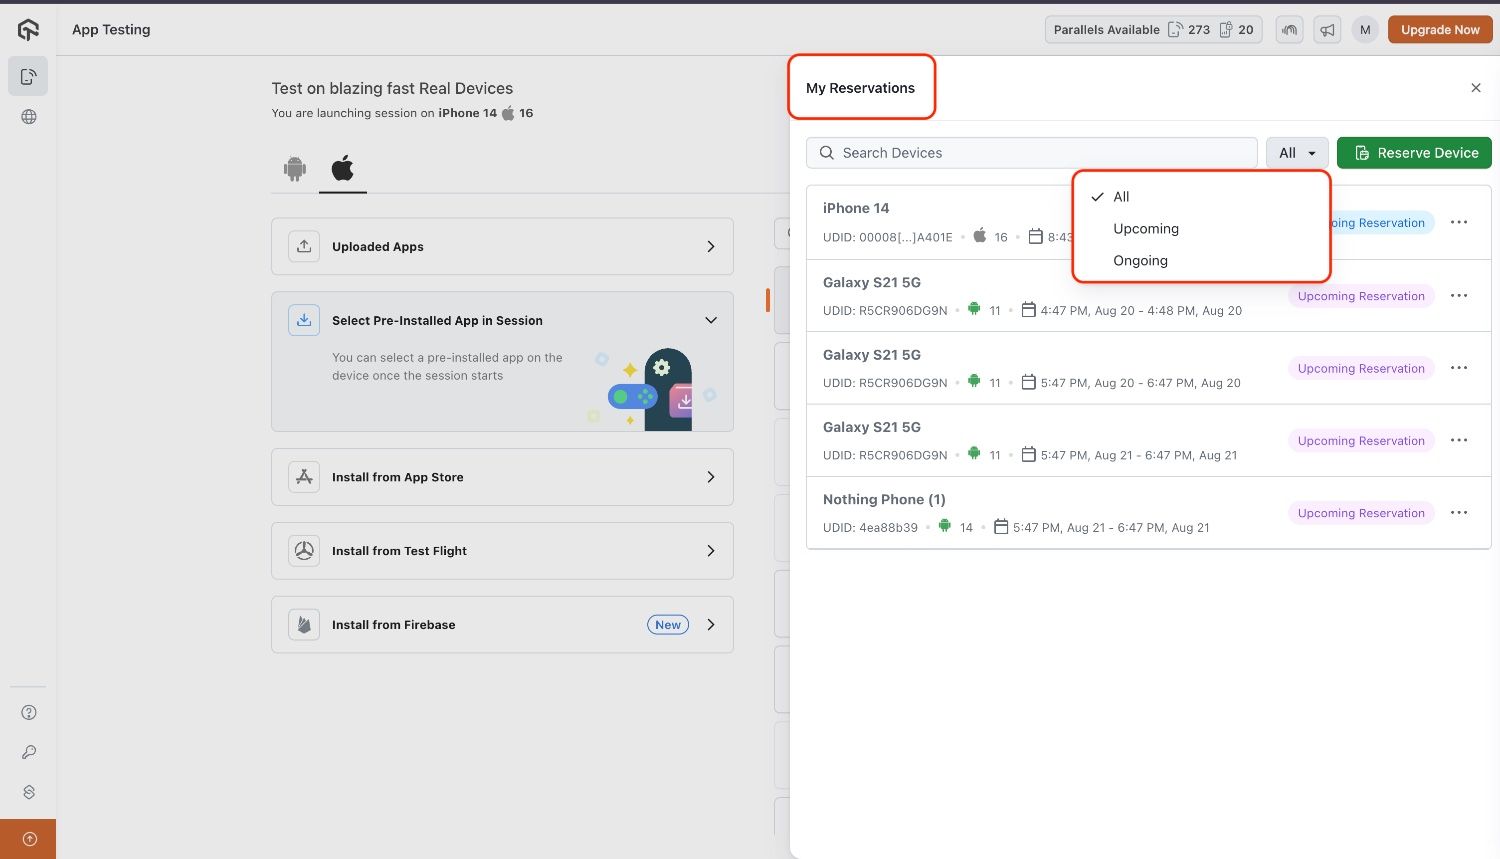 App Testing
Parallels Available 273 20
M
Upgrade Now
Test on blazing fast Real Devices
You are launching session on iPhone 14 16
Uploaded Apps
Select Pre-Installed App in Session
You can select a pre-installed app on the
device once the session starts
Install from App Store
Install from Test Flight
Install from Firebase
New
My Reservations
Search Devices
All
Reserve Device
All
Upcoming
Ongoing
iPhone 14
UDID: 00008[...]A401E • 16 • 8:43
oing Reservation
Galaxy S21 5G
UDID: R5CR906DG9N • 11 • 4:47 PM, Aug 20 - 4:48 PM, Aug 20
Upcoming Reservation
Galaxy S21 5G
UDID: R5CR906DG9N • 11 • 5:47 PM, Aug 20 - 6:47 PM, Aug 20
Upcoming Reservation
Galaxy S21 5G
UDID: R5CR906DG9N • 11 • 5:47 PM, Aug 21 - 6:47 PM, Aug 21
Upcoming Reservation
Nothing Phone (1)
UDID: 4ea88b39 • 14 • 5:47 PM, Aug 21 - 6:47 PM, Aug 21
Upcoming Reservation